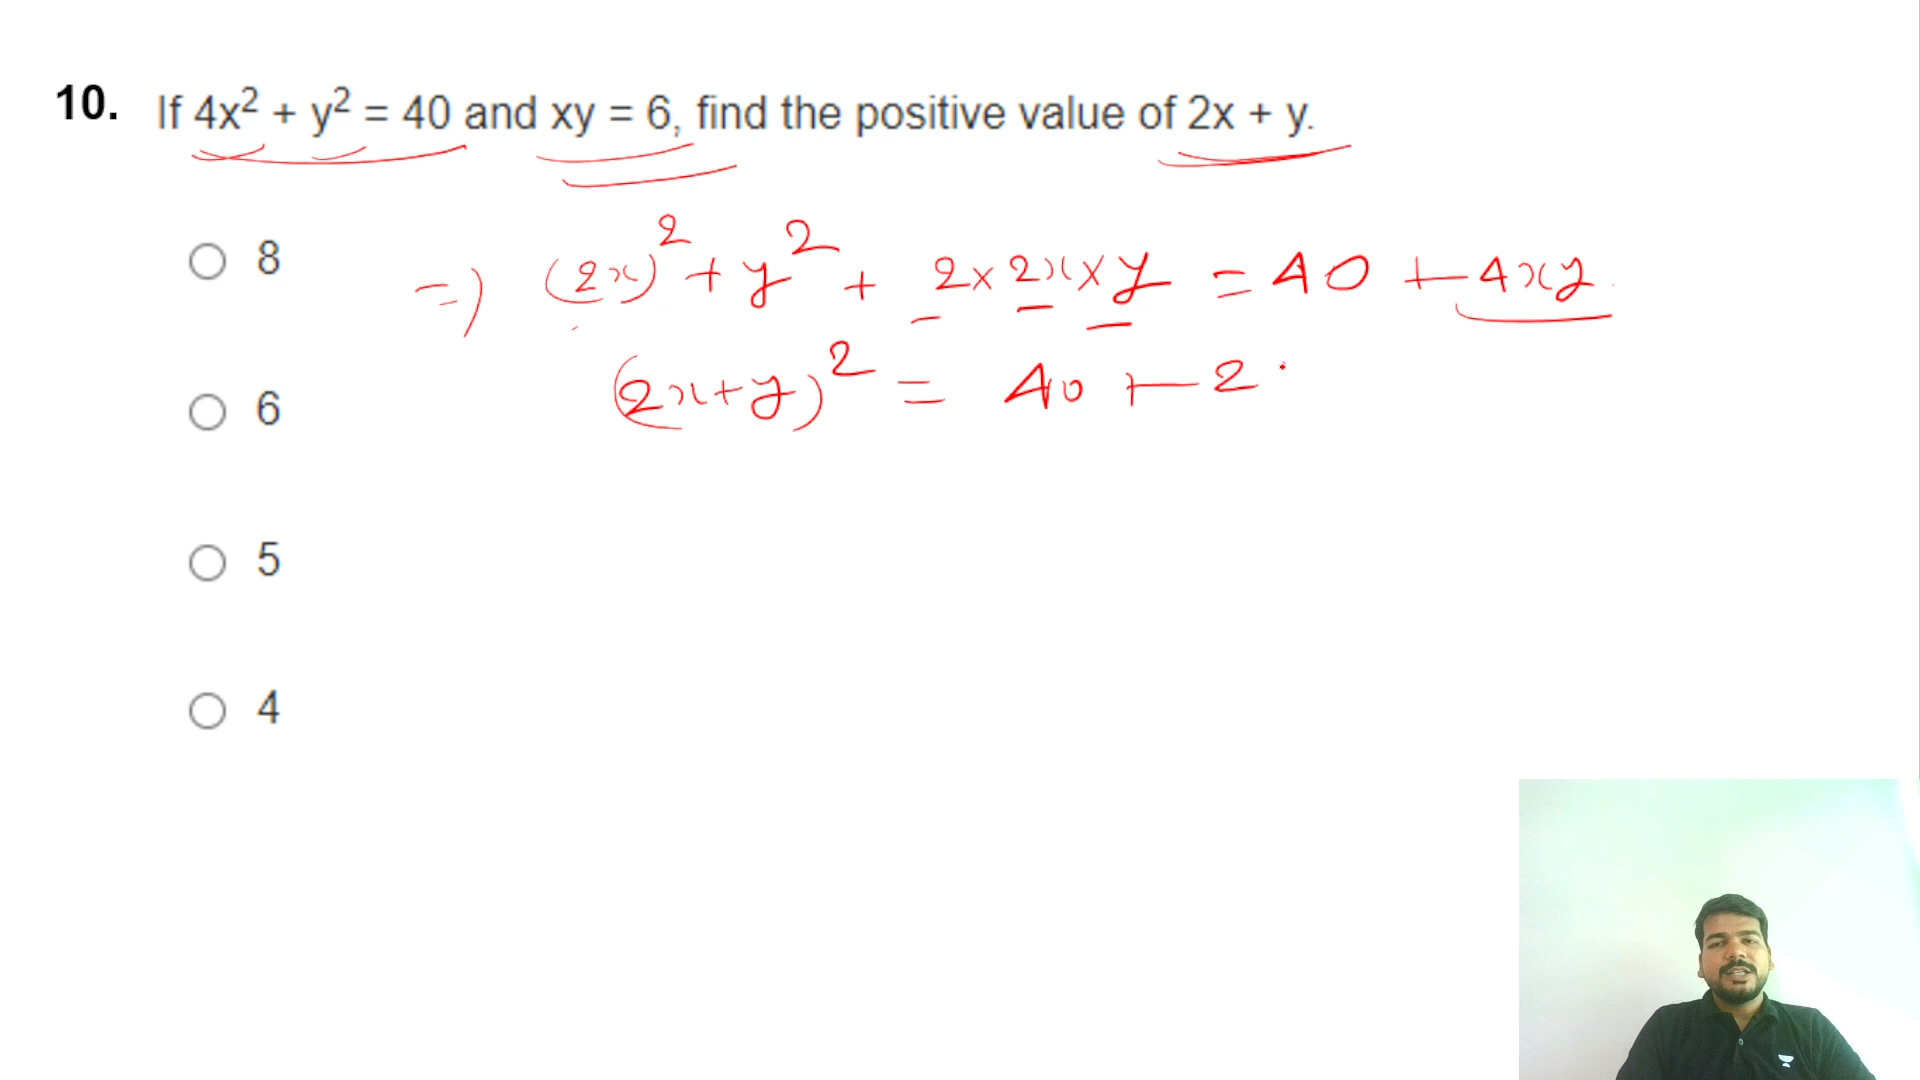 10. If 4x² + y² = 40 and xy = 6, find the positive value of 2x + y.
8
=) (2x)² + y² + 2x2x x y = 40 + 4xy
(2x+y)² = 40 + 2
6
5
4